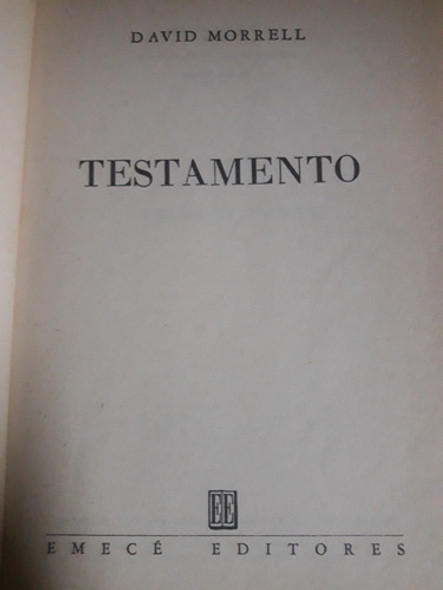 DAVID MORRELL
TESTAMENTO
EE
EMECÉ EDITORES